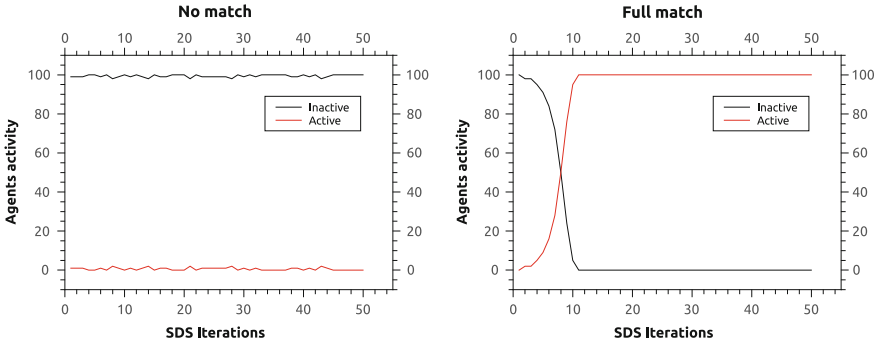 No match
0 10 20 30 40 50
100 100
80 80
60 60
40 40
20 20
0 0
Agents activity
Inactive
Active
0 10 20 30 40 50
SDS Iterations
Full match
0 10 20 30 40 50
100 100
80 80
60 60
40 40
20 20
0 0
Agents activity
Inactive
Active
0 10 20 30 40 50
SDS Iterations